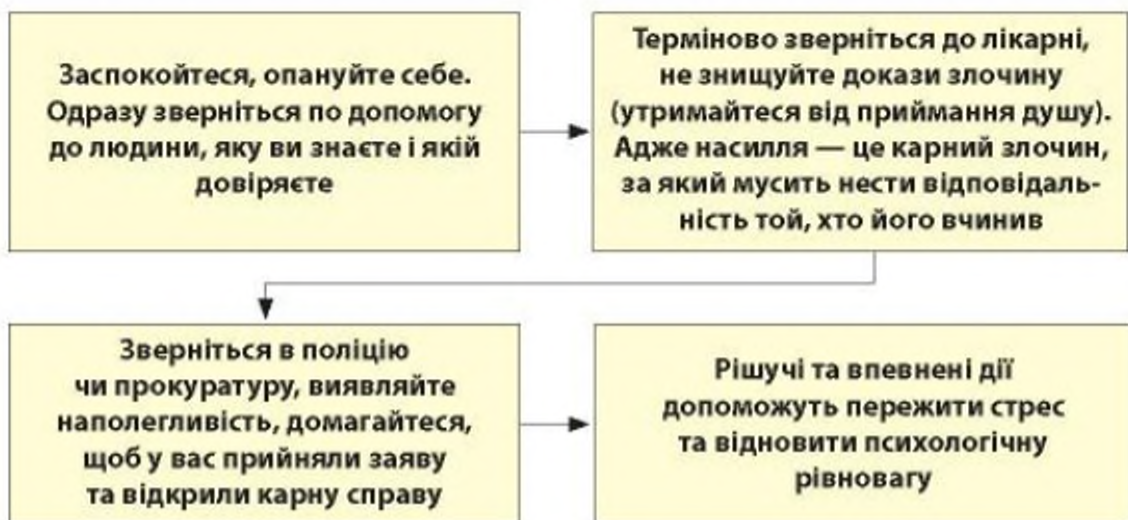 Заспокойтеся, опануйте себе.
Одразу зверніться по допомогу
до людини, яку ви знаєте і якій
довіряєте
Терміново зверніться до лікарні,
не знищуйте докази злочину
(утримайтеся від приймання душу).
Адже насилля — це карний злочин,
за який мусить нести відповідаль-
ність той, хто його вчинив
Зверніться в поліцію
чи прокуратуру, виявляйте
наполегливість, домагайтеся,
щоб у вас прийняли заяву
та відкрили карну справу
Рішучі та впевнені дії
допоможуть пережити стрес
та відновити психологічну
рівновагу